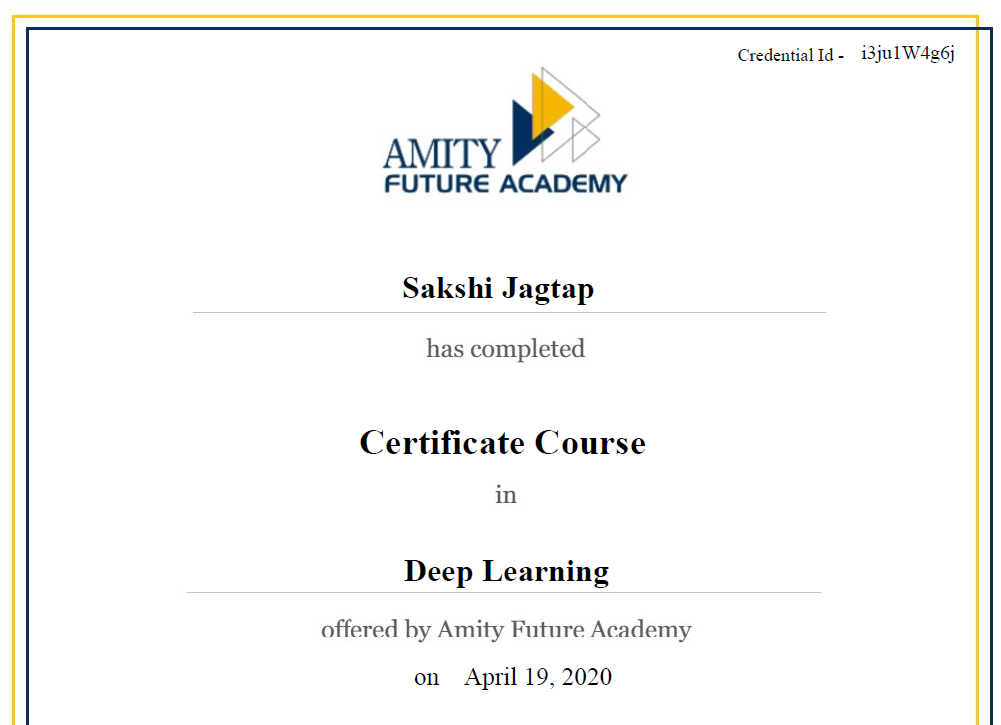 Credential Id - i3ju1W4g6j
AMITY
FUTURE ACADEMY
Sakshi Jagtap
has completed
Certificate Course
in
Deep Learning
offered by Amity Future Academy
on April 19, 2020